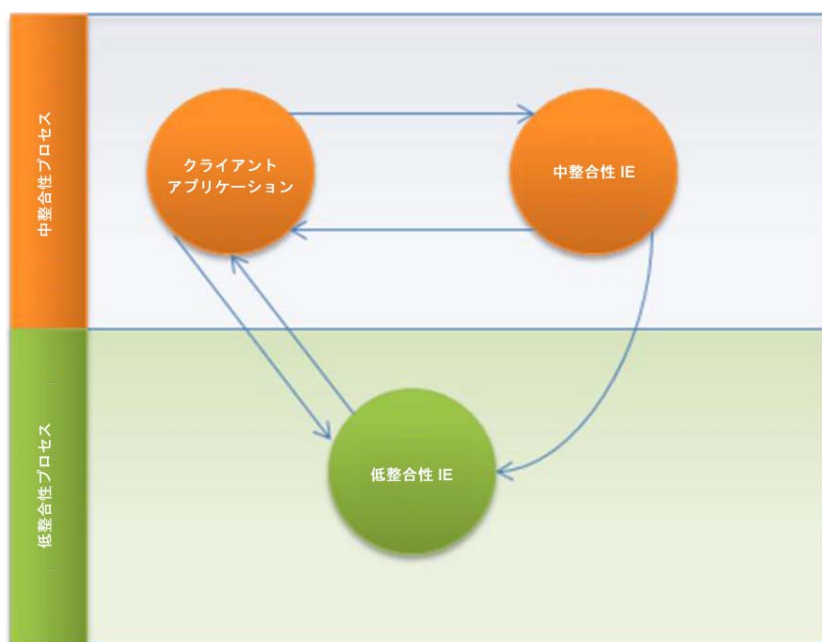 中整合性プロセス
クライアント
アプリケーション
中整合性 IE
低整合性プロセス
低整合性 IE